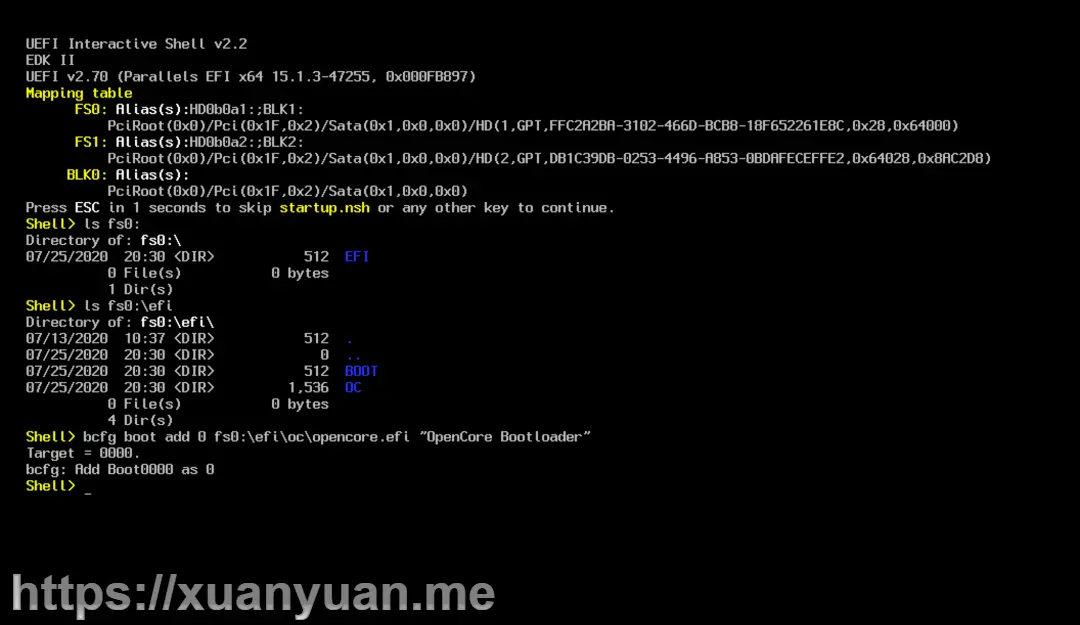 UEFI Interactive Shell v2.2
EDK II
UEFI v2.70 (Parallels EFI x64 15.1.3-47255, 0x000FB897)
Mapping table
FS0: Alias(s):HD0b0a1:;BLK1:
PciRoot(0x0)/Pci(0x1F,0x2)/Sata(0x1,0x0,0x0)/HD(1,GPT,FFC2A2BA-3102-466D-BCB8-18F652261E8C,0x28,0x64000)
FS1: Alias(s):HD0b0a2:;BLK2:
PciRoot(0x0)/Pci(0x1F,0x2)/Sata(0x1,0x0,0x0)/HD(2,GPT,DB1C39DB-0253-4496-A853-0BDAFECEFFE2,0x64028,0x8AC2D8)
BLK0: Alias(s):
PciRoot(0x0)/Pci(0x1F,0x2)/Sata(0x1,0x0,0x0)
Press ESC in 1 seconds to skip startup.nsh or any other key to continue.
Shell> ls fs0:
Directory of: fs0:\
07/25/2020 20:30 <DIR> 512 EFI
0 File(s) 0 bytes
1 Dir(s)
Shell> ls fs0:\efi
Directory of: fs0:\efi\
07/13/2020 10:37 <DIR> 512 .
07/25/2020 20:30 <DIR> 0 ..
07/25/2020 20:30 <DIR> 512 BOOT
07/25/2020 20:30 <DIR> 1,536 OC
0 File(s) 0 bytes
4 Dir(s)
Shell> bcfg boot add 0 fs0:\efi\oc\opencore.efi "OpenCore Bootloader"
Target = 0000.
bcfg: Add Boot0000 as 0
Shell> _
https://xuanyuan.me